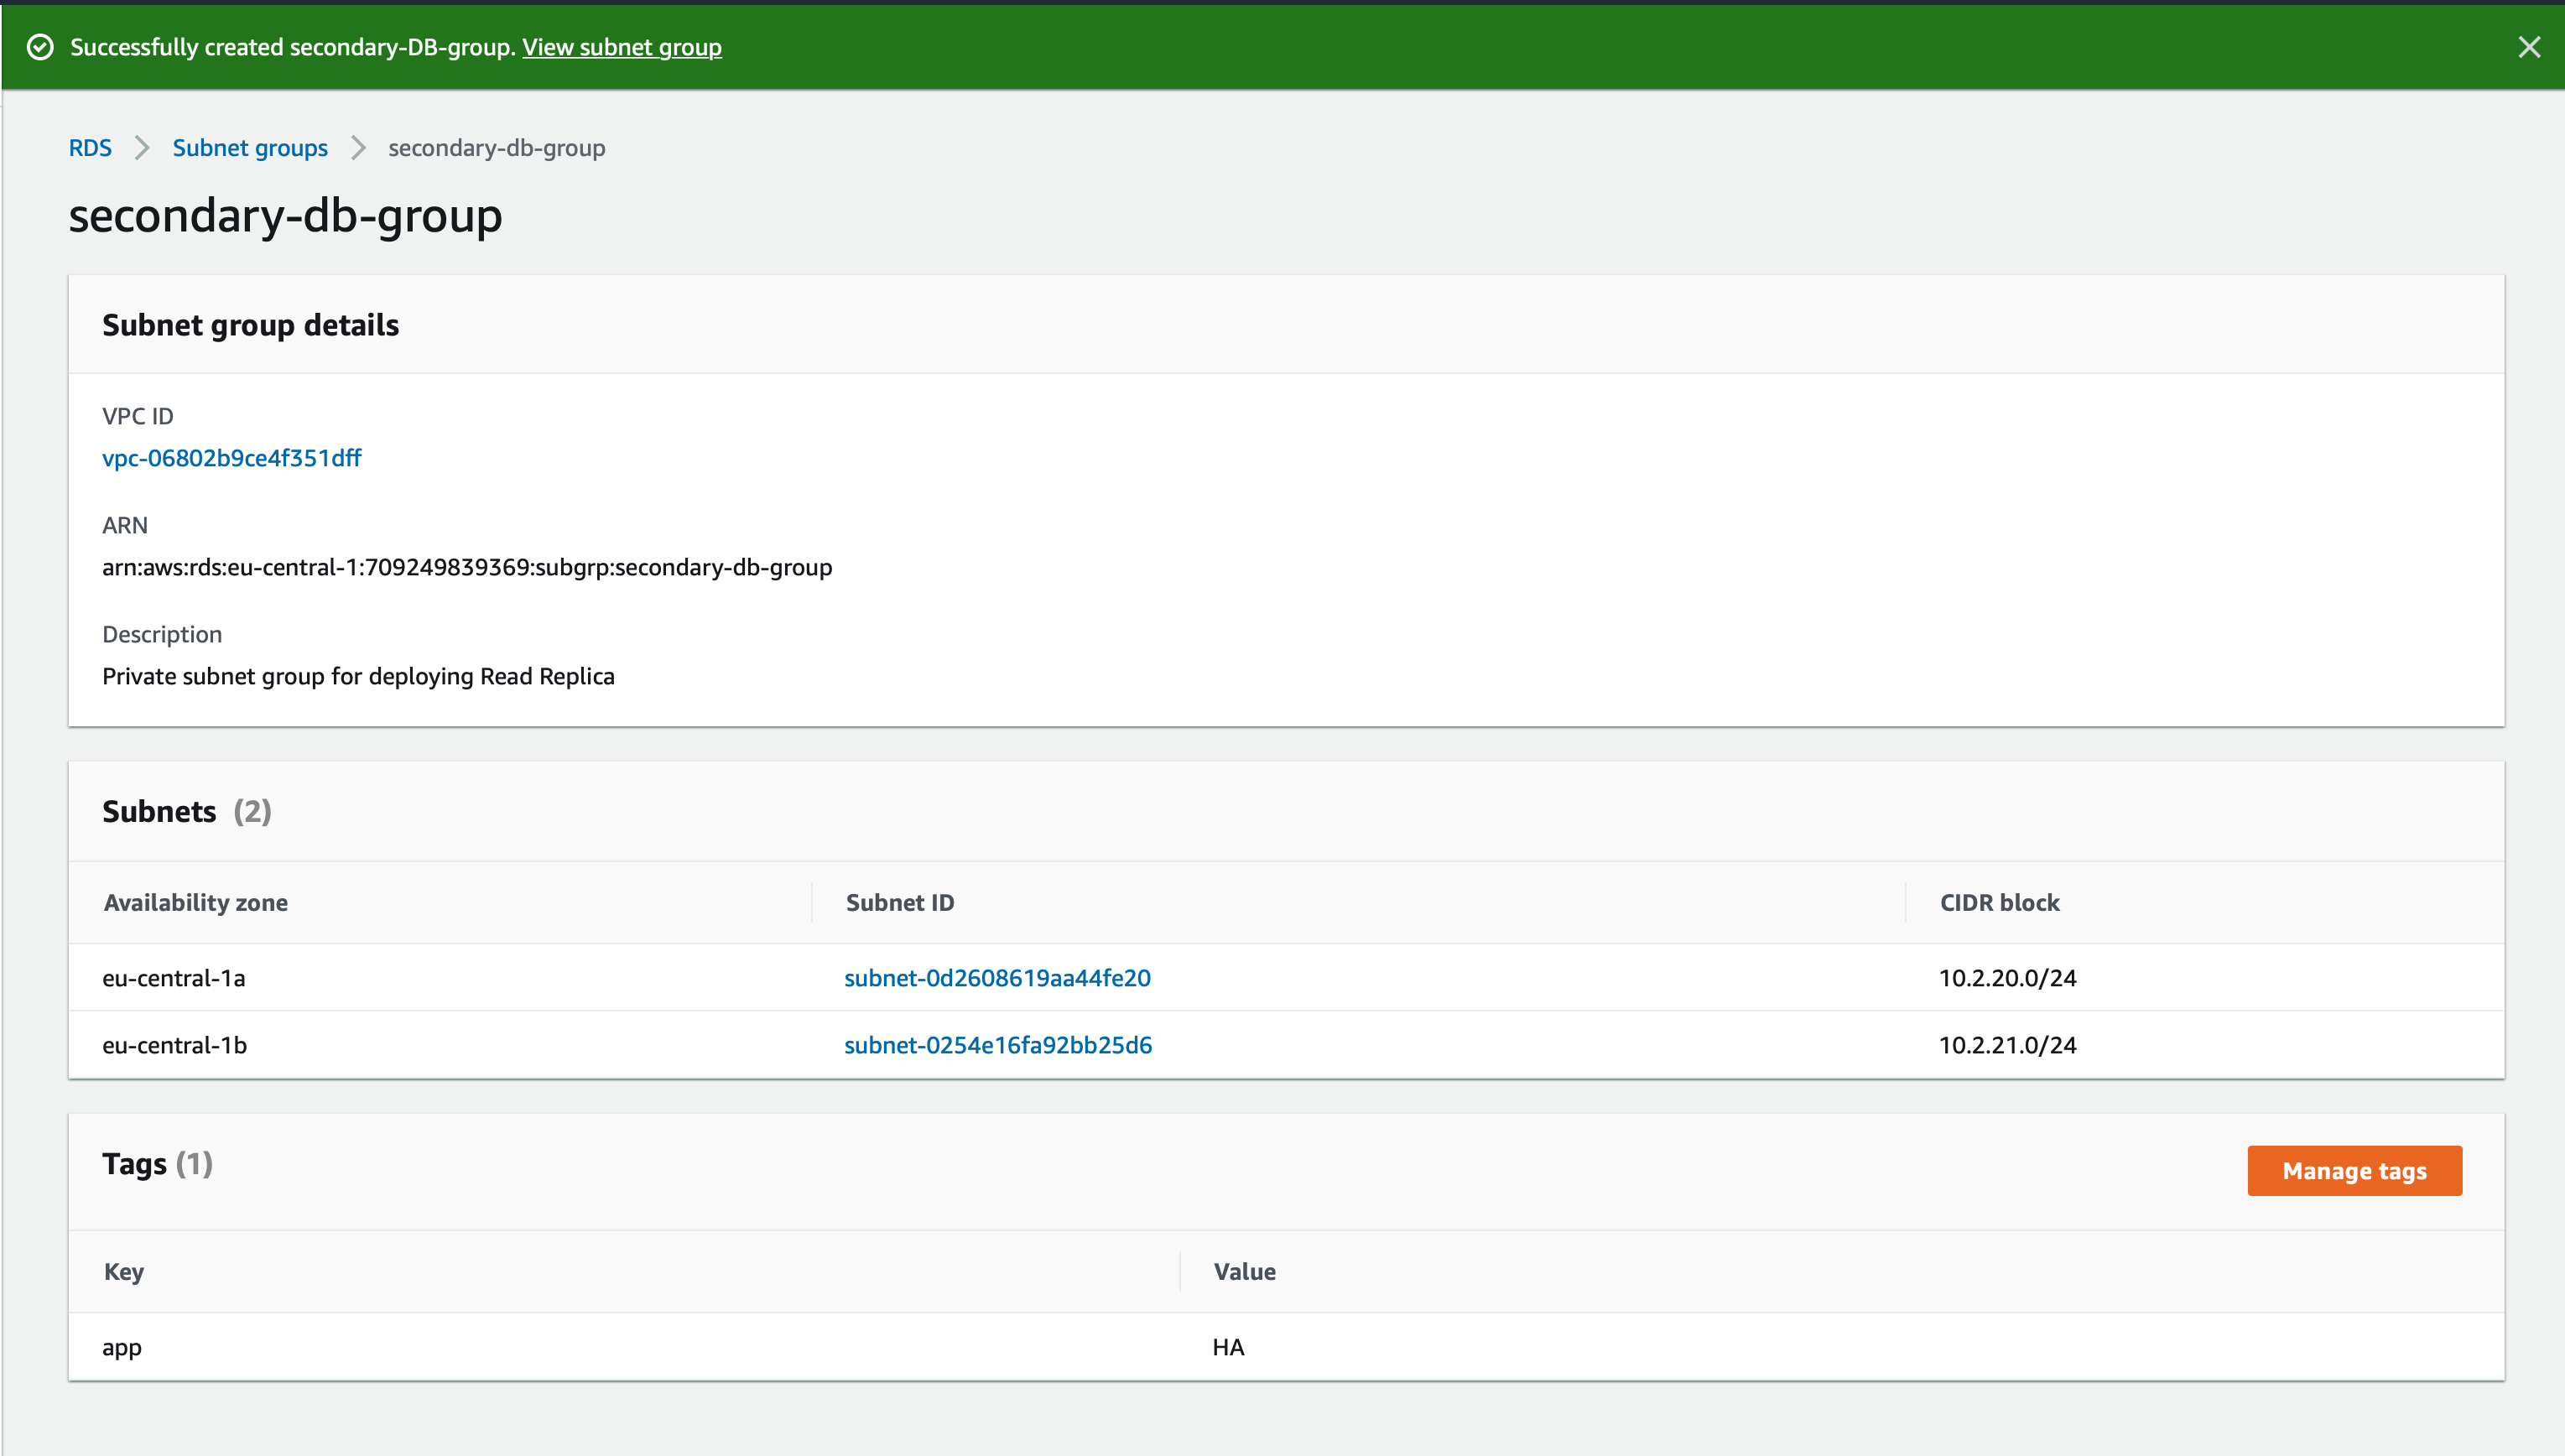 Successfully created secondary-DB-group. View subnet group
RDS > Subnet groups > secondary-db-group
secondary-db-group
Subnet group details
VPC ID
vpc-06802b9ce4f351dff
ARN
arn:aws:rds:eu-central-1:709249839369:subgrp:secondary-db-group
Description
Private subnet group for deploying Read Replica
Subnets (2)
Availability zone Subnet ID CIDR block
eu-central-1a subnet-0d2608619aa44fe20 10.2.20.0/24
eu-central-1b subnet-0254e16fa92bb25d6 10.2.21.0/24
Tags (1) Manage tags
Key Value
app HA